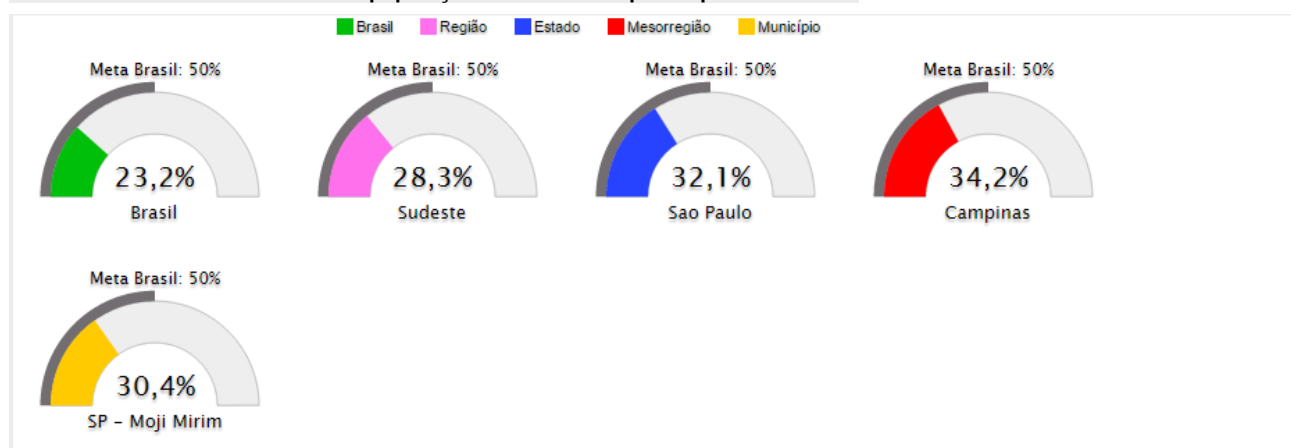 Brasil Região Estado Mesorregião Município
Meta Brasil: 50% Meta Brasil: 50% Meta Brasil: 50% Meta Brasil: 50%
23,2% 28,3% 32,1% 34,2%
Brasil Sudeste Sao Paulo Campinas
Meta Brasil: 50%
30,4%
SP – Moji Mirim